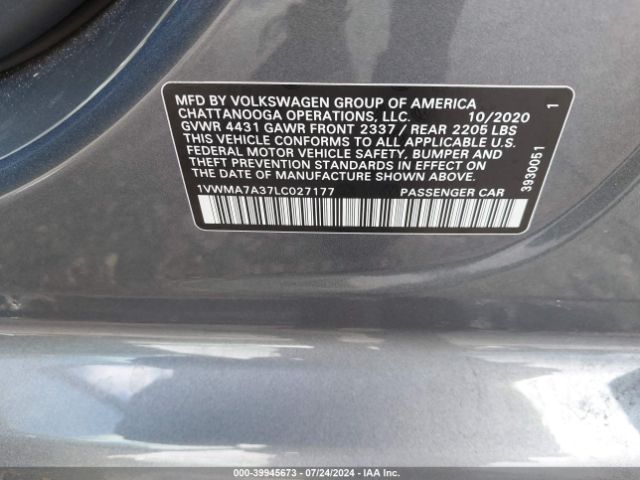 MFD BY VOLKSWAGEN GROUP OF AMERICA
CHATTANOOGA OPERATIONS, LLC. 10/2020
GVWR 4431 GAWR FRONT 2337 / REAR 2205 LBS
THIS VEHICLE CONFORMS TO ALL APPLICABLE U.S.
FEDERAL MOTOR VEHICLE SAFETY, BUMPER AND
THEFT PREVENTION STANDARDS IN EFFECT ON
THE DATE OF MANUFACTURE SHOWN ABOVE.
1VWMA7A37LC027177 PASSENGER CAR
3930051 1
© COPART - 39945673 - 07/24/2024 - IAA Inc.